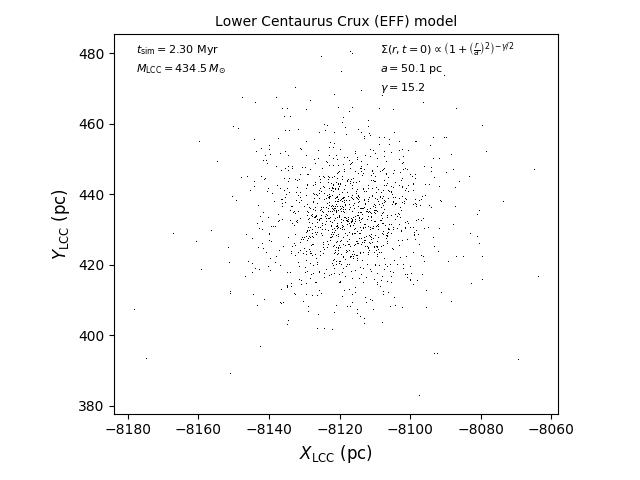 Lower Centaurus Crux (EFF) model
t_sim = 2.30 Myr
M_LCC = 434.5 M_⊙
Σ(r, t = 0) ∝ (1 + (r/a)²)^(−γ/2)
a = 50.1 pc
γ = 15.2
Y_LCC (pc)
480
460
440
420
400
380
−8180 −8160 −8140 −8120 −8100 −8080 −8060
X_LCC (pc)